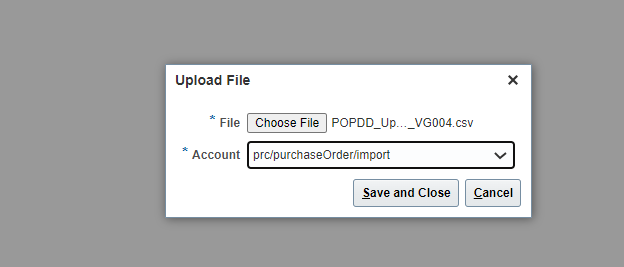 Upload File
* File Choose File POPDD_Up…_VG004.csv
* Account prc/purchaseOrder/import
Save and Close Cancel